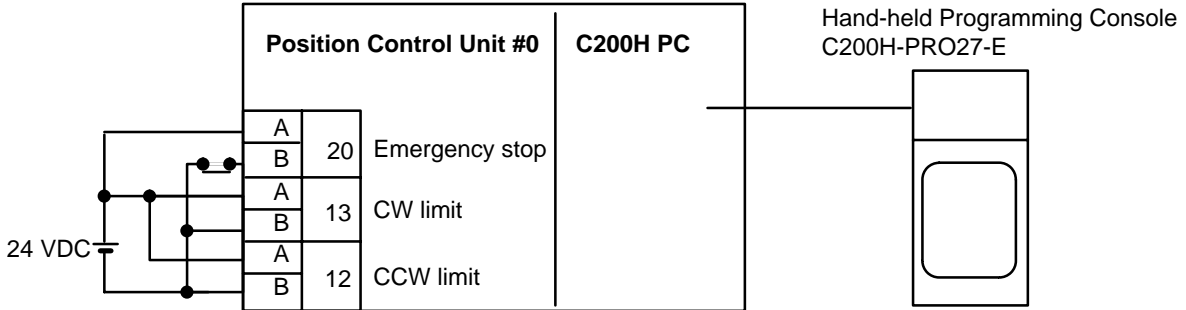 Hand-held Programming Console
C200H-PRO27-E
Position Control Unit #0
C200H PC
A
B
20
Emergency stop
A
B
13
CW limit
24 VDC
A
B
12
CCW limit